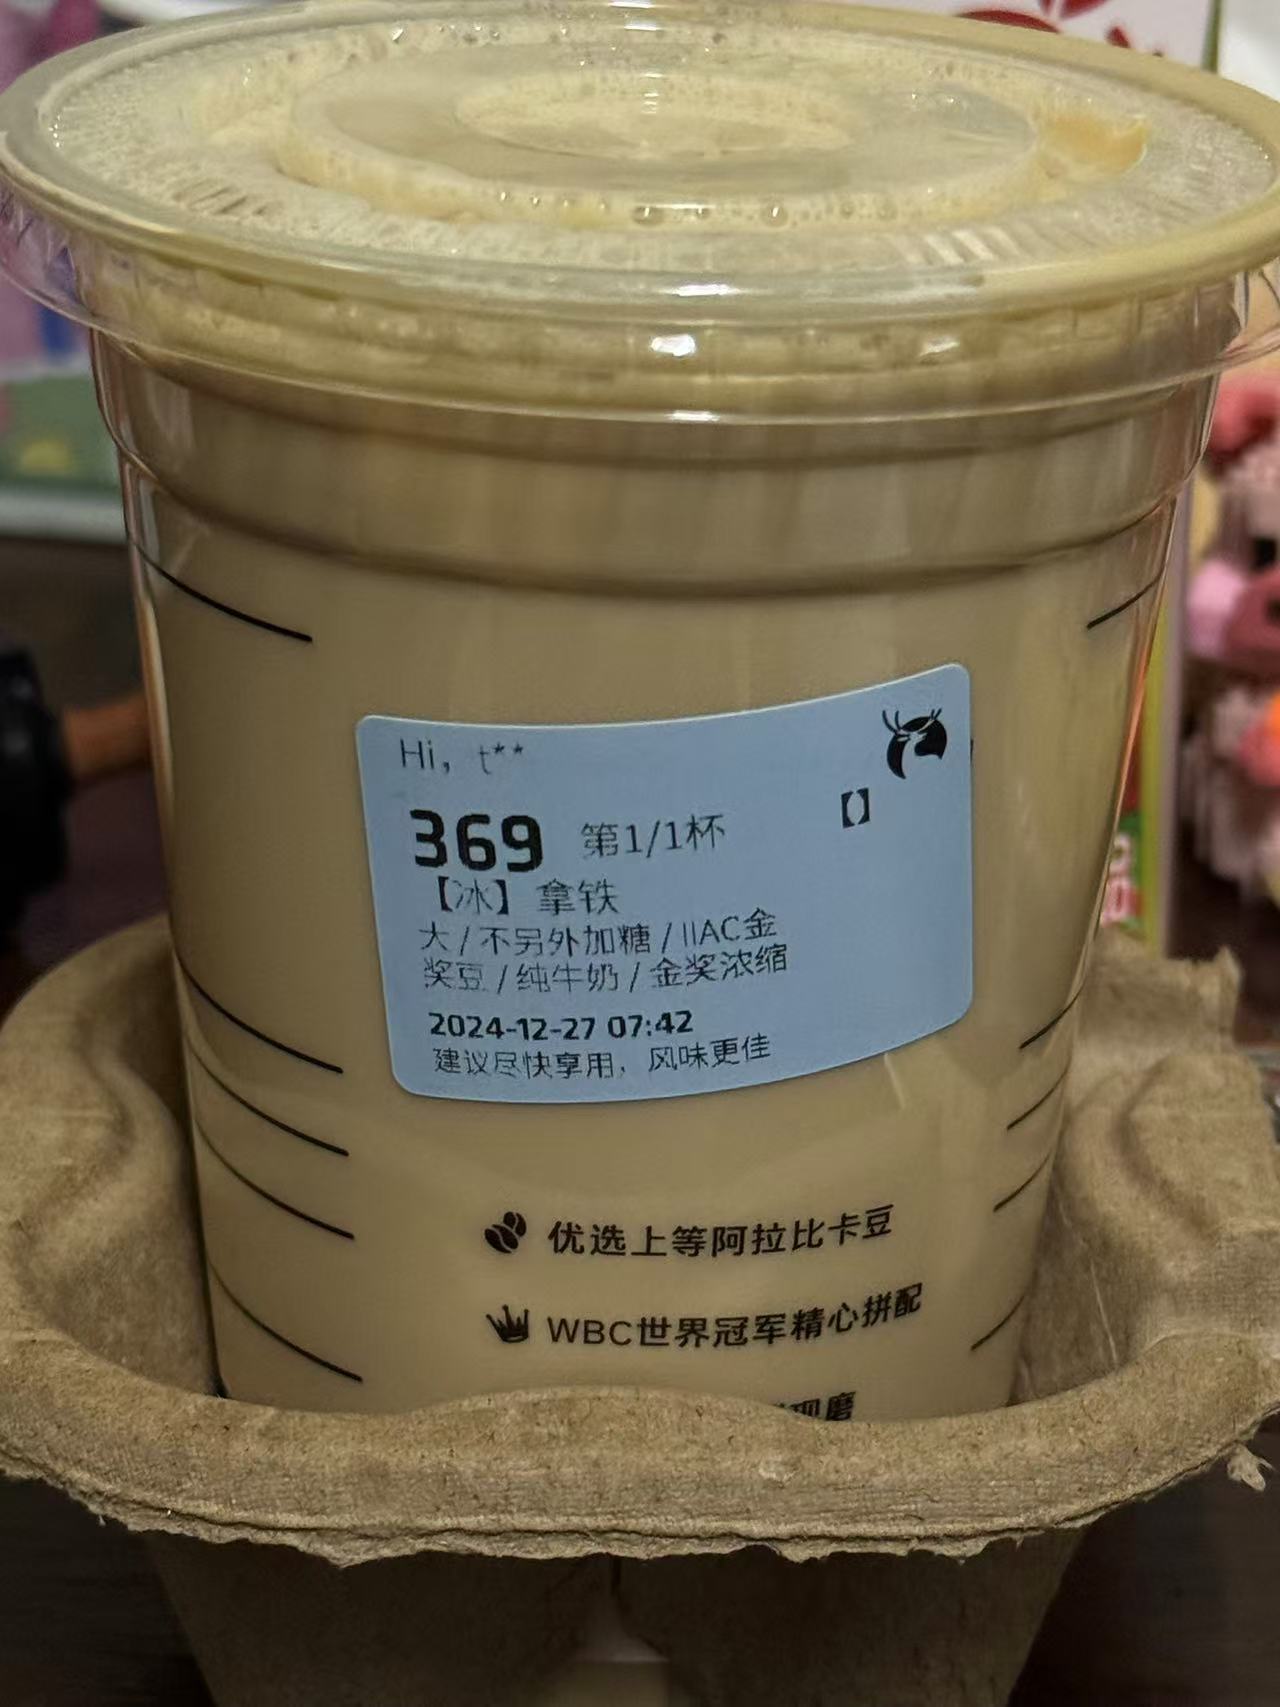 Hi, t**
369 第1/1杯
【】
【冰】拿铁
大/不另外加糖/IIAC金
奖豆/纯牛奶/金奖浓缩
2024-12-27 07:42
建议尽快享用，风味更佳
优选上等阿拉比卡豆
WBC世界冠军精心拼配
现磨